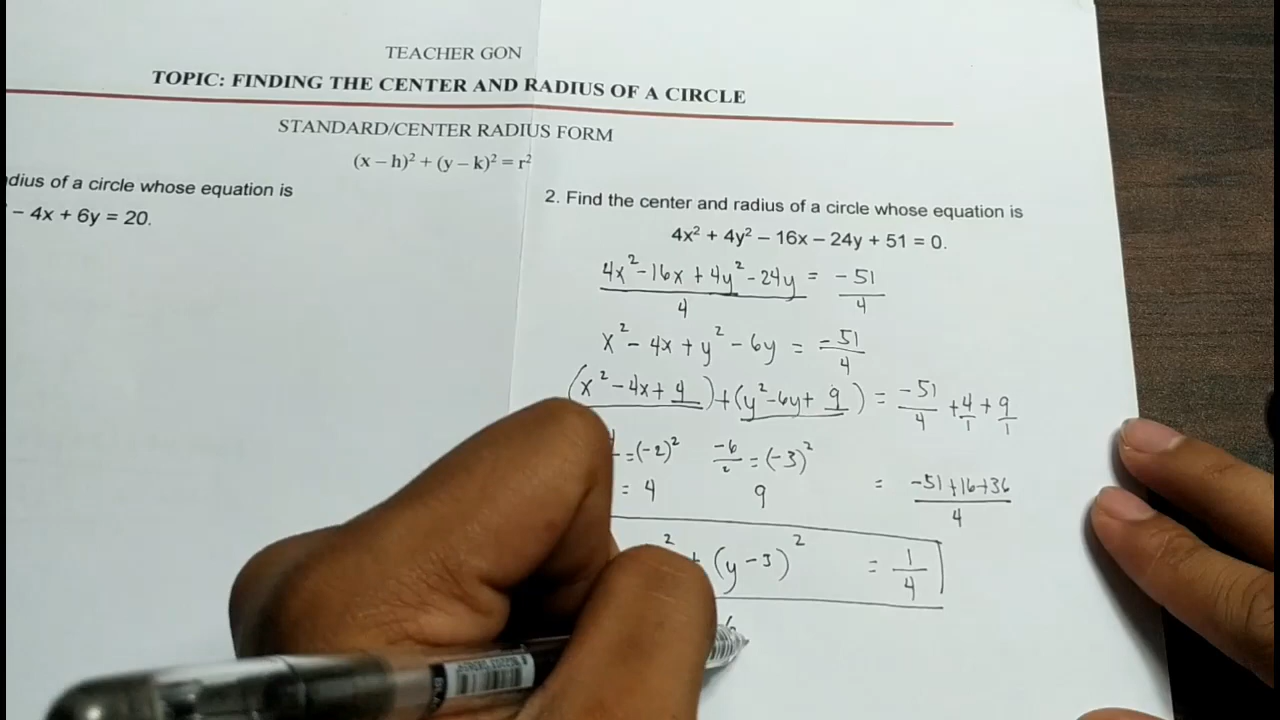 TEACHER GON
TOPIC: FINDING THE CENTER AND RADIUS OF A CIRCLE
STANDARD/CENTER RADIUS FORM
(x – h)² + (y – k)² = r²
dius of a circle whose equation is
– 4x + 6y = 20.
2. Find the center and radius of a circle whose equation is
4x² + 4y² – 16x – 24y + 51 = 0.
4x² - 16x + 4y² - 24y = -51
4 4
x² - 4x + y² - 6y = -51
4
(x² - 4x + 4) + (y² - 6y + 9) = -51/4 + 4/1 + 9/1
= (-2)² -6/2 = (-3)²
= 4 9 = -51+16+36
4
² + (y - 3)² = 1/4